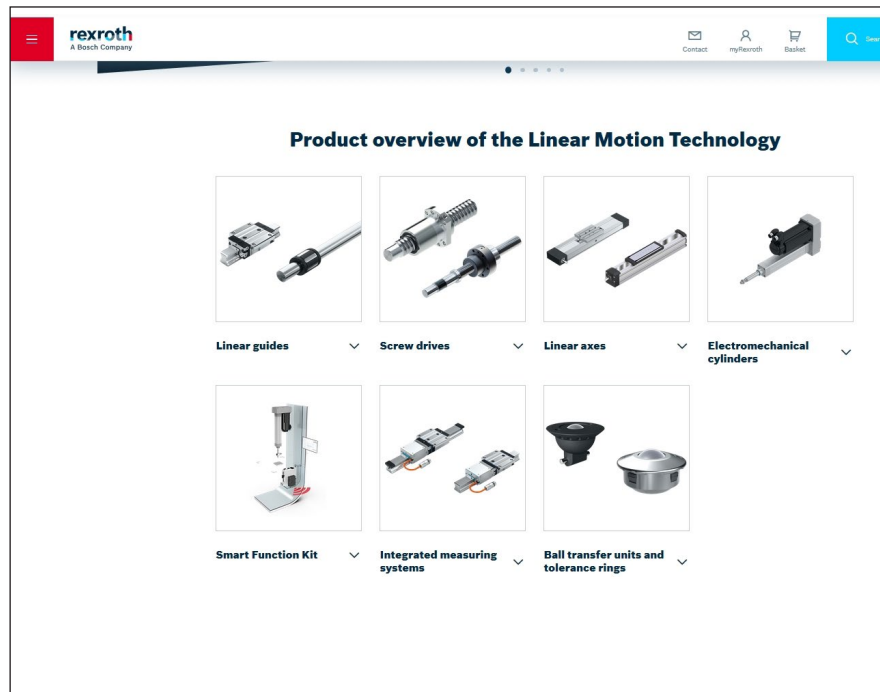 rexroth
A Bosch Company
Contact
myRexroth
Basket
Product overview of the Linear Motion Technology
Linear guides
Screw drives
Linear axes
Electromechanical
cylinders
Smart Function Kit
Integrated measuring
systems
Ball transfer units and
tolerance rings